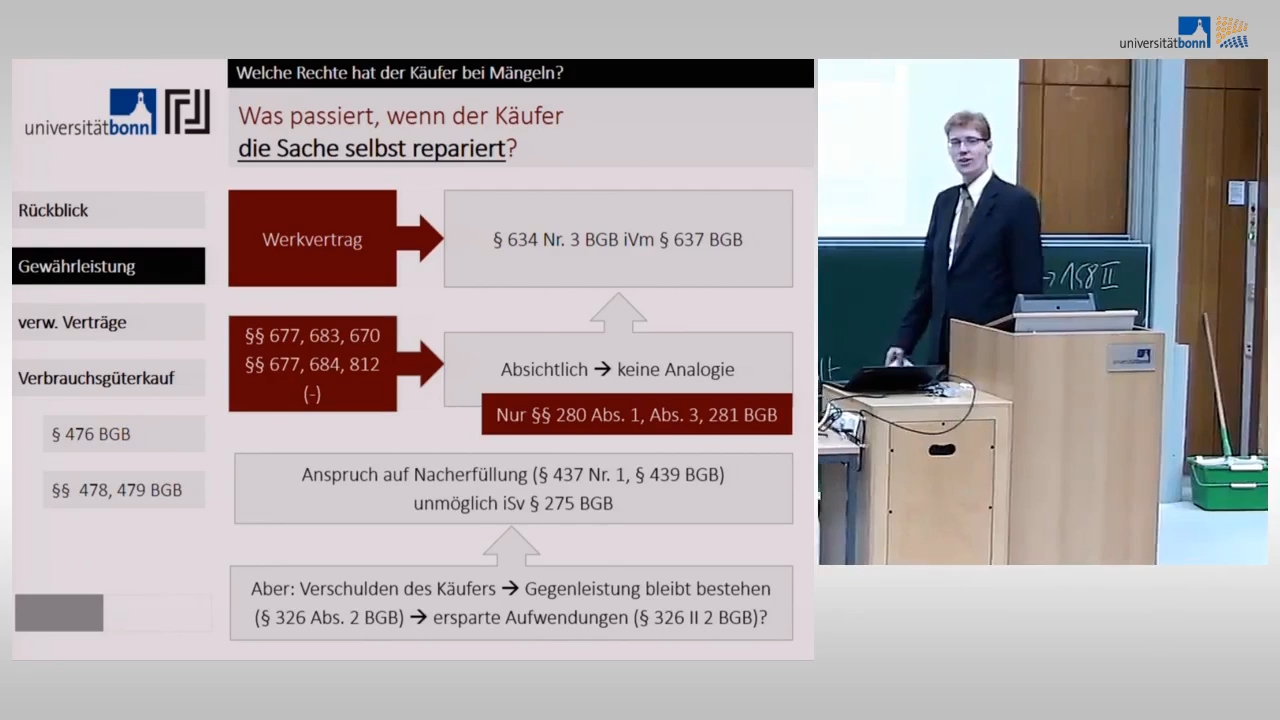 universitätbonn
Welche Rechte hat der Käufer bei Mängeln?
universitätbonn
Was passiert, wenn der Käufer
die Sache selbst repariert?
Rückblick
Gewährleistung
verw. Verträge
Verbrauchsgüterkauf
§ 476 BGB
§§ 478, 479 BGB
Werkvertrag
§ 634 Nr. 3 BGB iVm § 637 BGB
§§ 677, 683, 670
§§ 677, 684, 812
(-)
Absichtlich → keine Analogie
Nur §§ 280 Abs. 1, Abs. 3, 281 BGB
Anspruch auf Nacherfüllung (§ 437 Nr. 1, § 439 BGB)
unmöglich iSv § 275 BGB
Aber: Verschulden des Käufers → Gegenleistung bleibt bestehen
(§ 326 Abs. 2 BGB) → ersparte Aufwendungen (§ 326 II 2 BGB)?
→ 158 II
universitätbonn